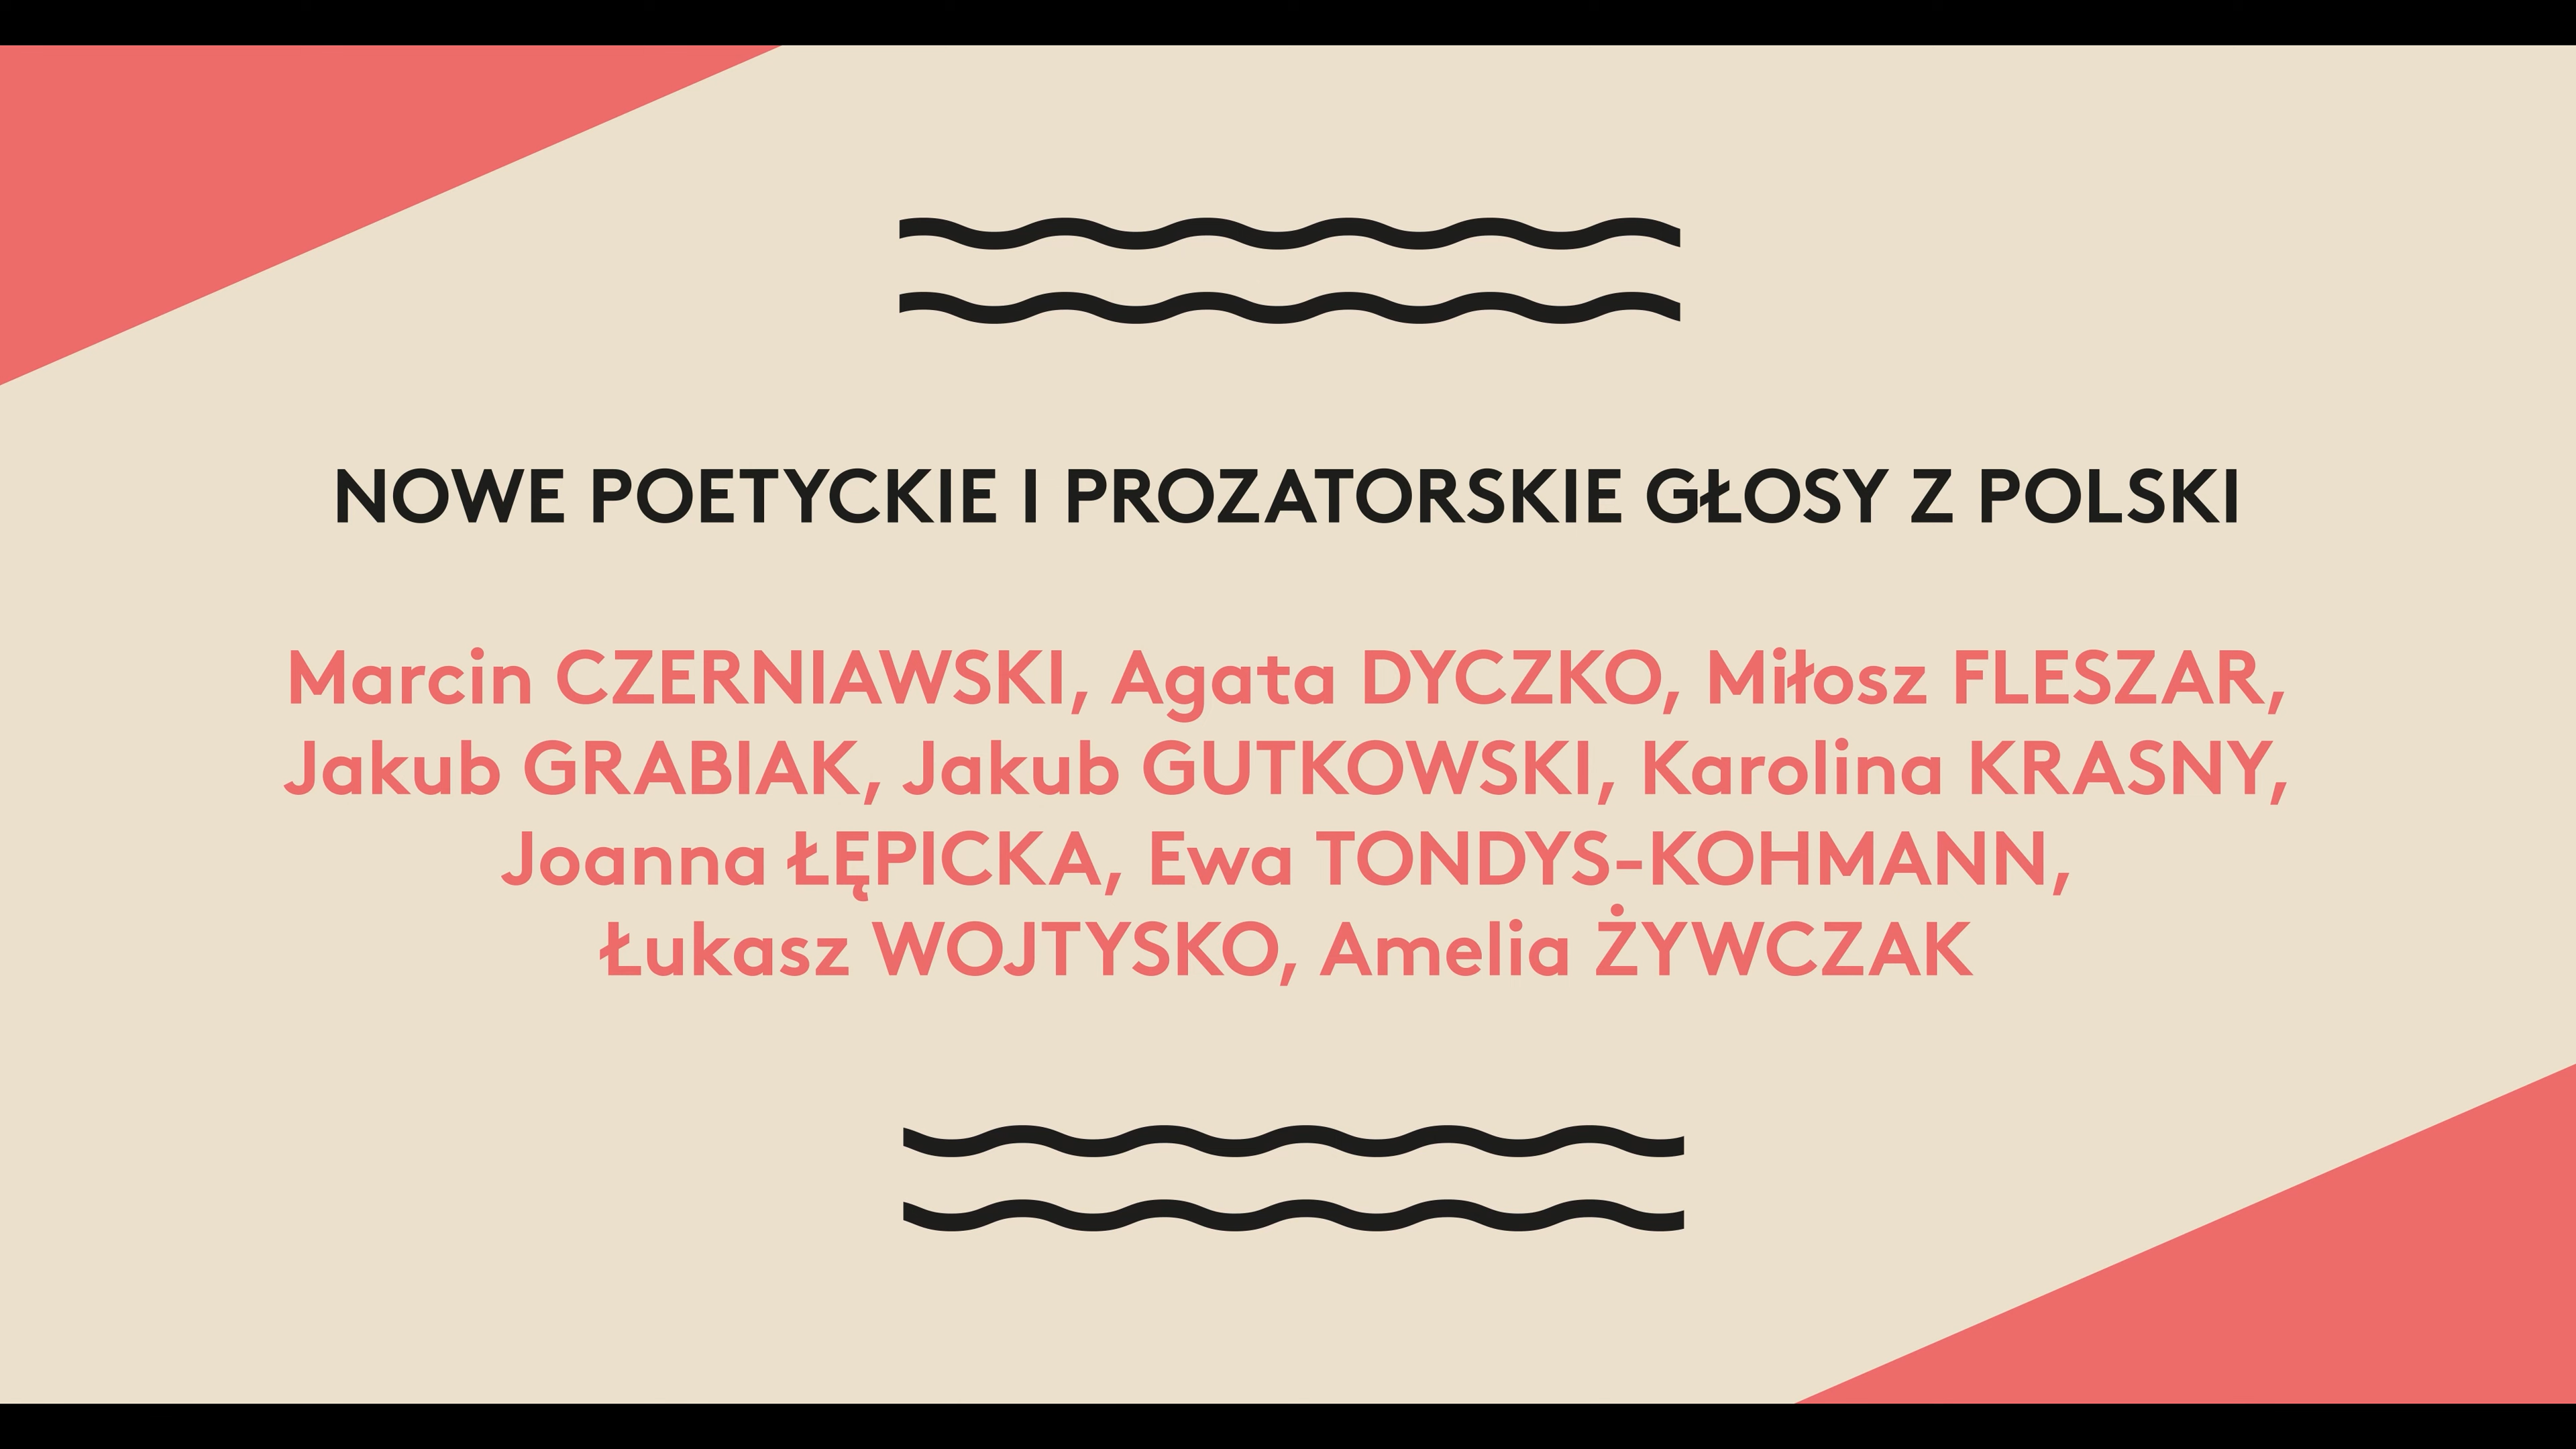 NOWE POETYCKIE I PROZATORSKIE GŁOSY Z POLSKI
Marcin CZERNIAWSKI, Agata DYCZKO, Miłosz FLESZAR,
Jakub GRABIAK, Jakub GUTKOWSKI, Karolina KRASNY,
Joanna ŁĘPICKA, Ewa TONDYS-KOHMANN,
Łukasz WOJTYSKO, Amelia ŻYWCZAK